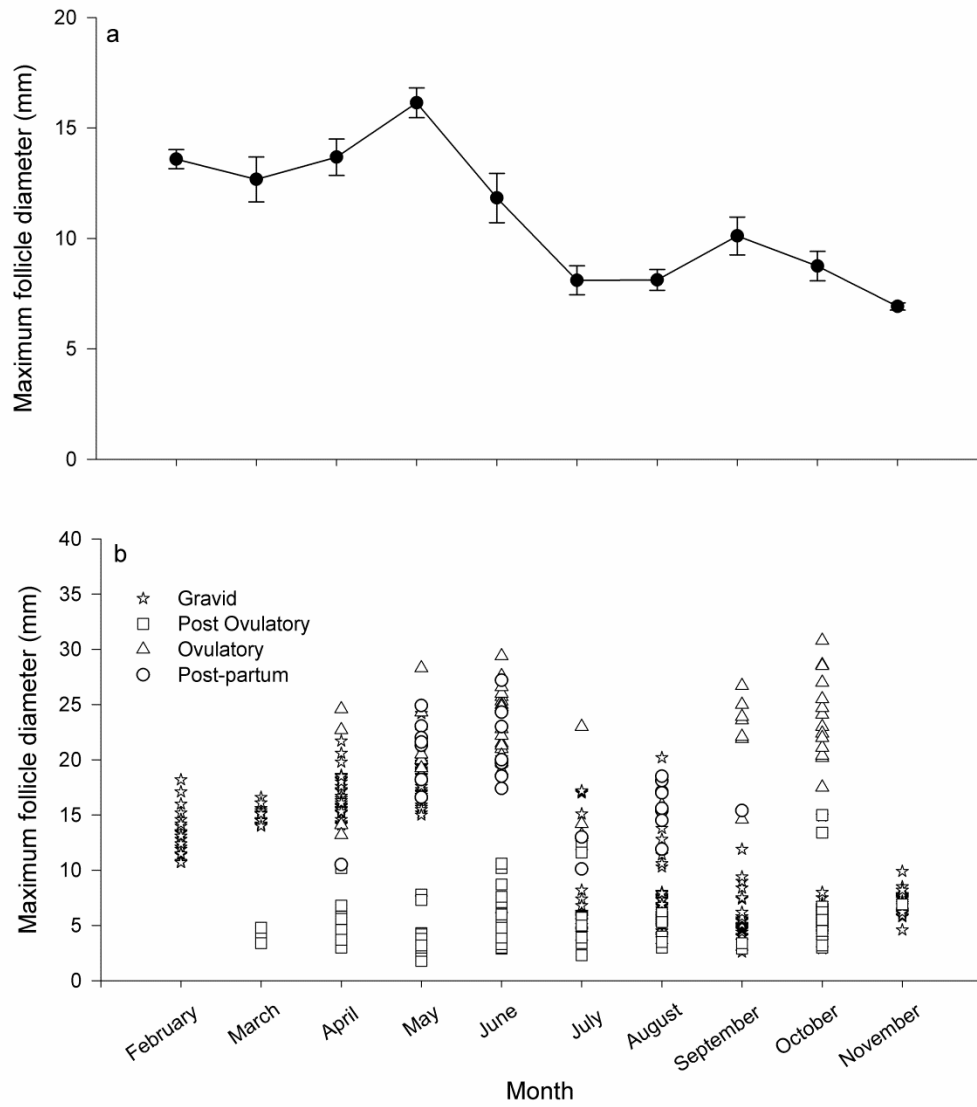 a
Maximum follicle diameter (mm)
20
15
10
5
0
b
Maximum follicle diameter (mm)
40
35
30
25
20
15
10
5
0
Gravid
Post Ovulatory
Ovulatory
Post-partum
February
March
April
May
June
July
August
September
October
November
Month